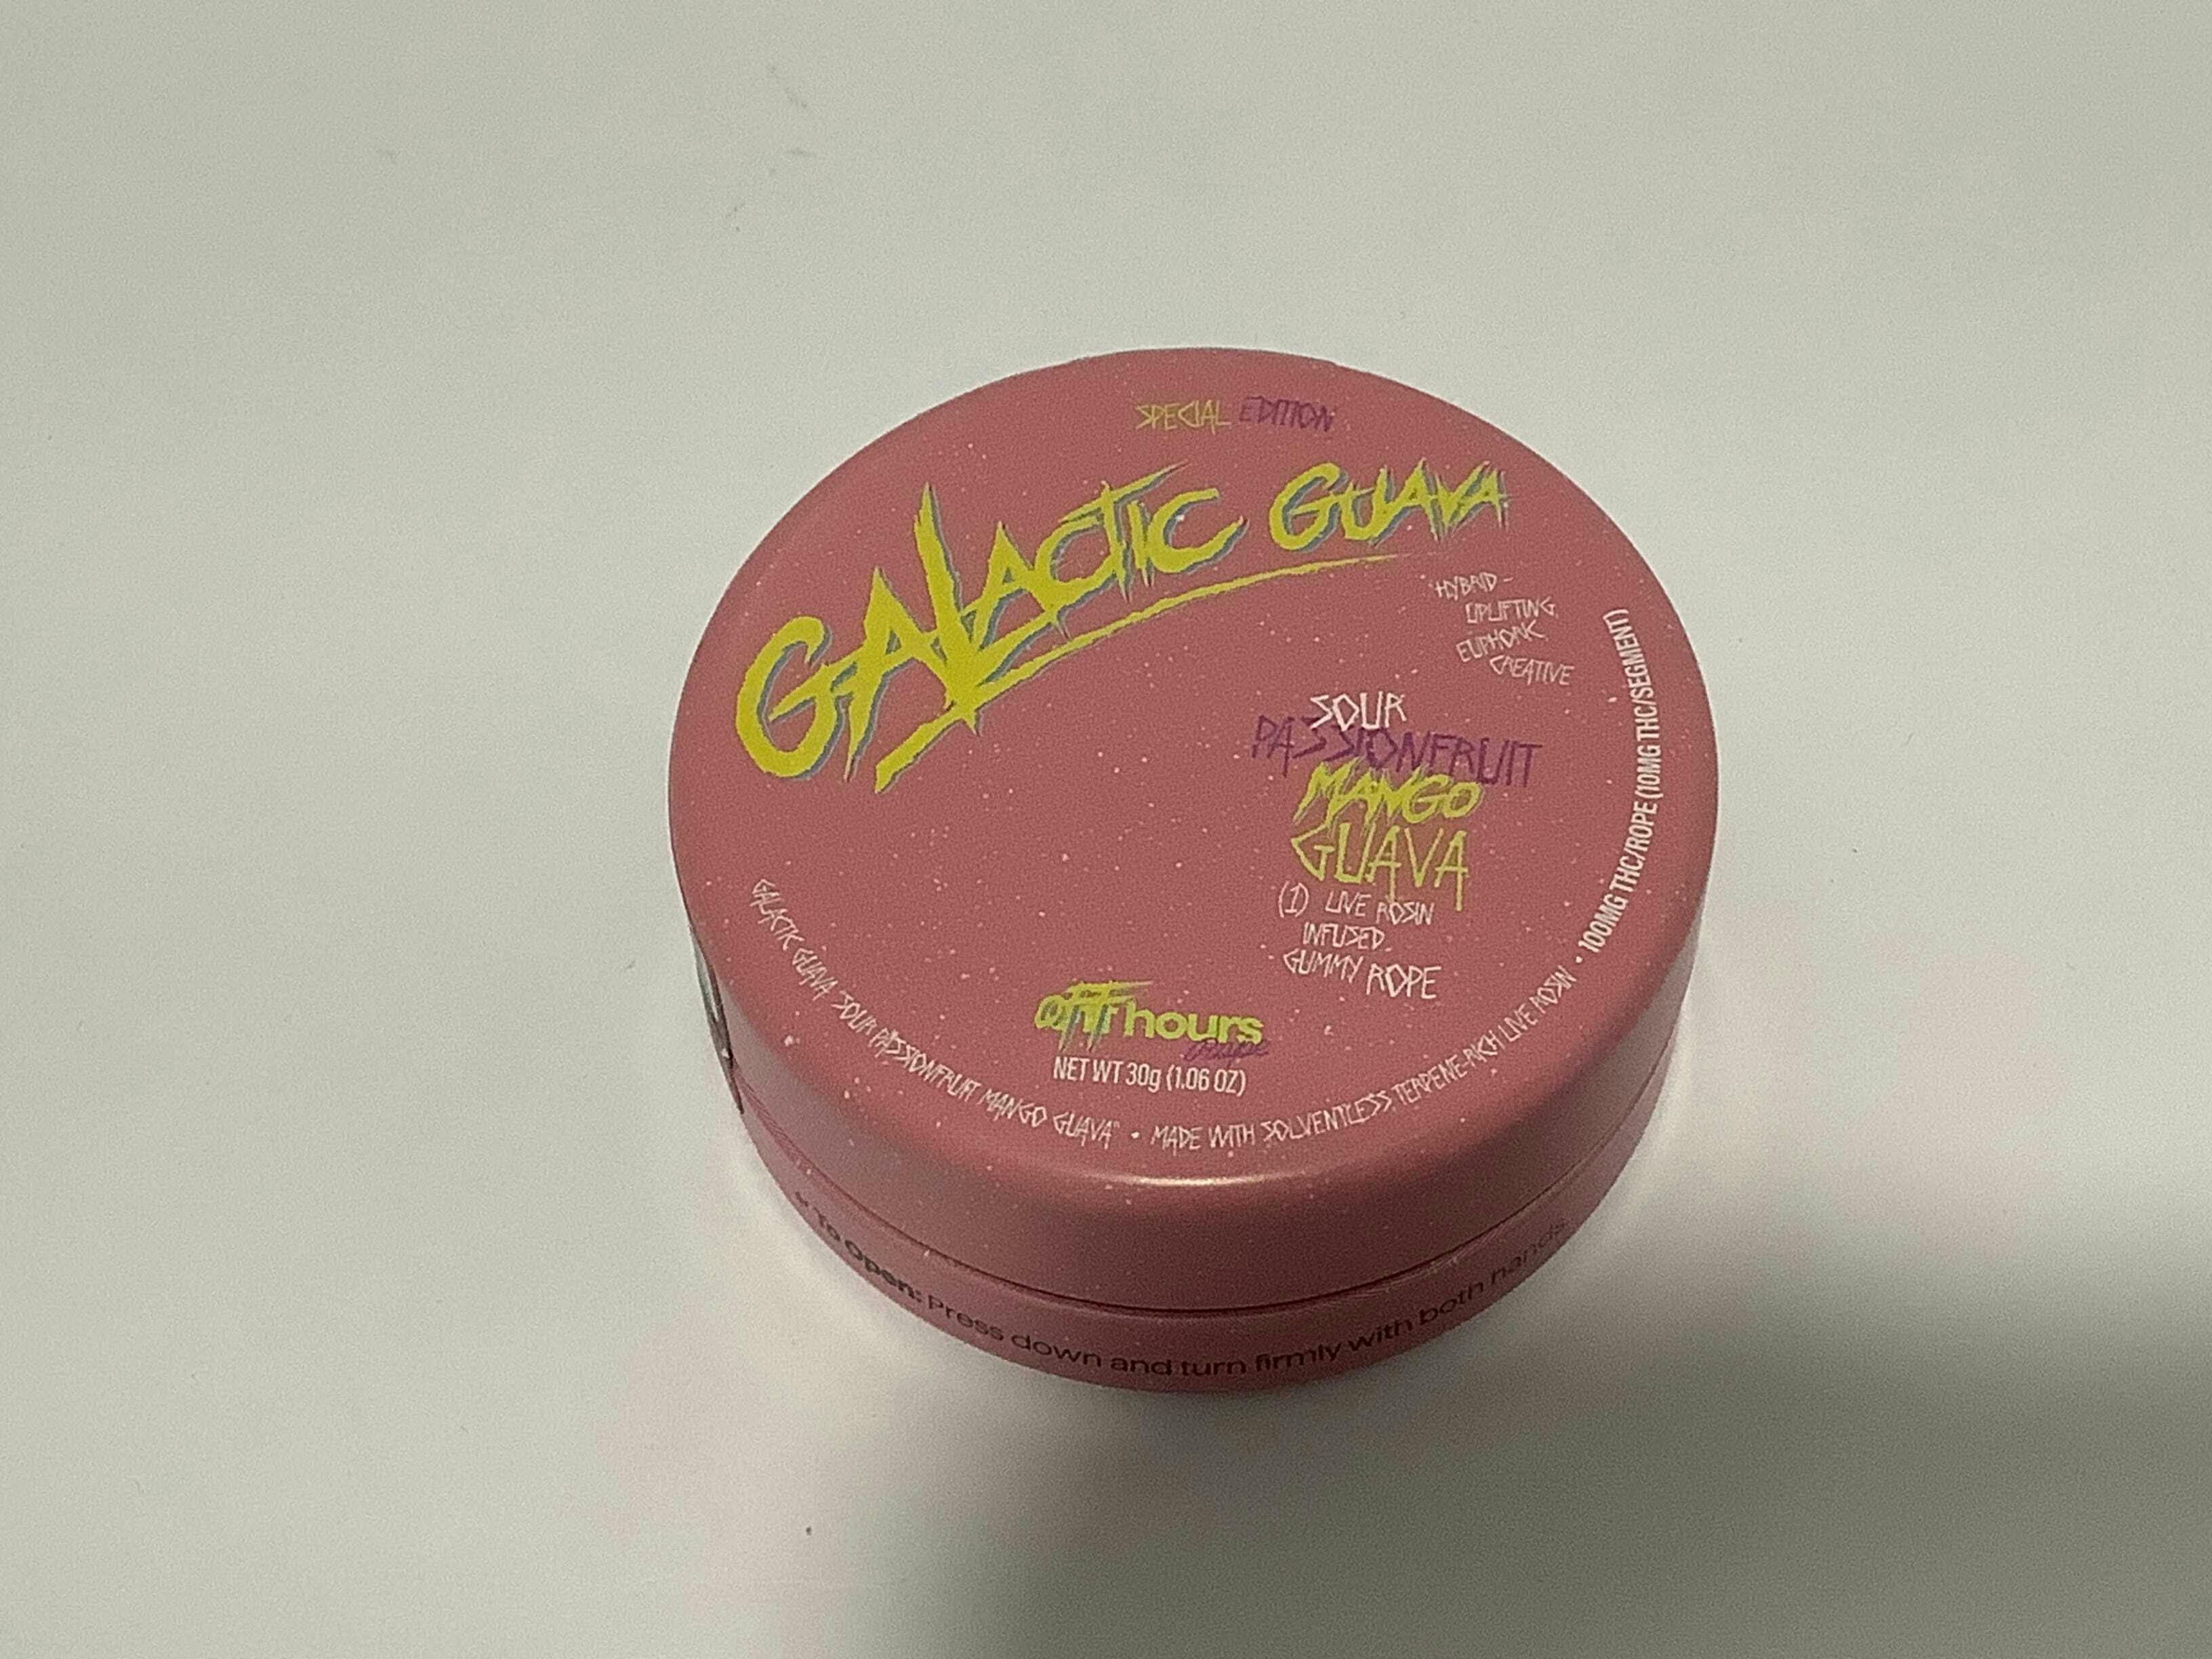 SPECIAL EDITION
GALACTIC GUAVA
HYBRID -
UPLIFTING,
EUPHORIC
CREATIVE
SOUR
PASSIONFRUIT
MANGO
GUAVA
(1) LIVE ROSIN
INFUSED
GUMMY ROPE
off hours
NET WT 30g (1.06 OZ)
GALACTIC GUAVA "SOUR PASSIONFRUIT MANGO GUAVA" • MADE WITH SOLVENTLESS TERPENE-RICH LIVE ROSIN • 100MG THC/ROPE (10MG THC/SEGMENT)
To Open: Press down and turn firmly with both hands